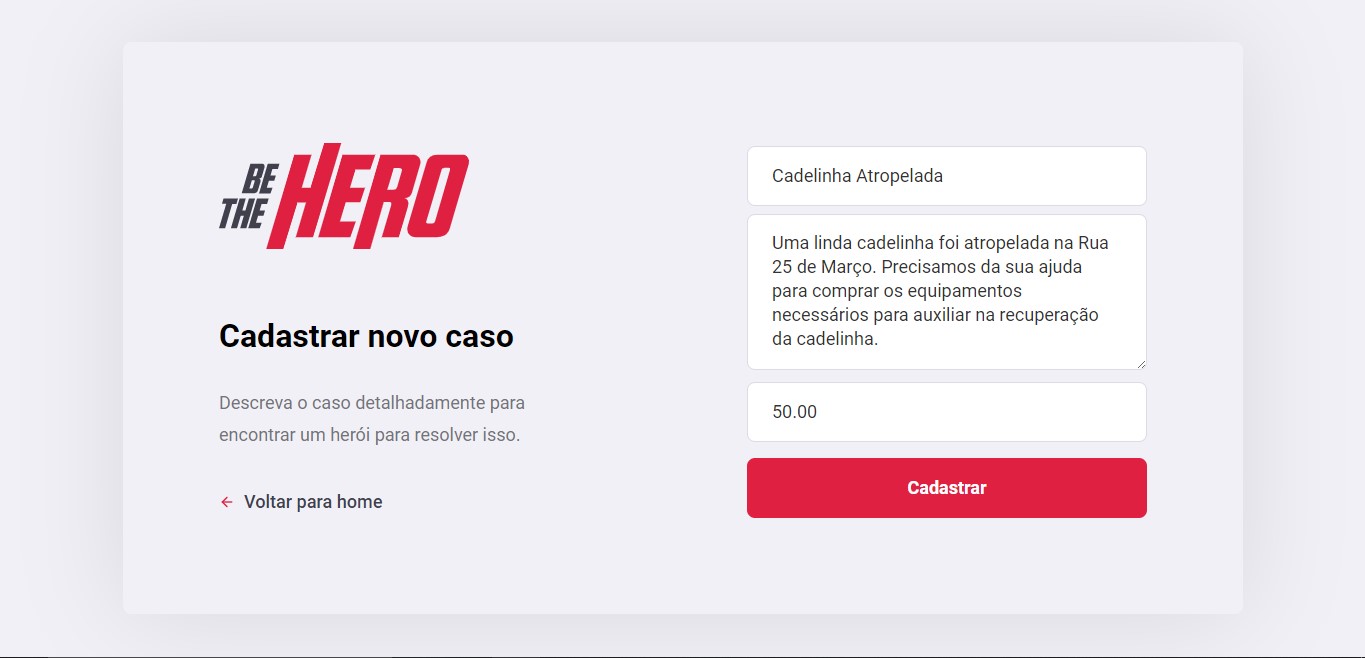 BE
THE
HERO
Cadastrar novo caso
Descreva o caso detalhadamente para
encontrar um herói para resolver isso.
Voltar para home
Cadelinha Atropelada
Uma linda cadelinha foi atropelada na Rua
25 de Março. Precisamos da sua ajuda
para comprar os equipamentos
necessários para auxiliar na recuperação
da cadelinha.
50.00
Cadastrar